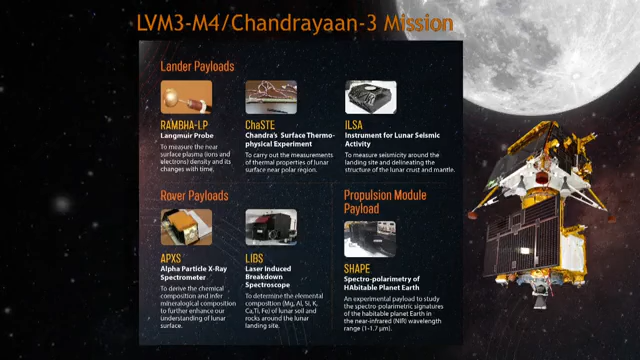 LVM3-M4/Chandrayaan-3 Mission
Lander Payloads
RAMBHA-LP
Langmuir Probe
To measure the near
surface plasma (ions and
electrons) density and its
changes with time.
ChaSTE
Chandra's Surface Thermo-
physical Experiment
To carry out the measurements
of thermal properties of lunar
surface near polar region.
ILSA
Instrument for Lunar Seismic
Activity
To measure seismicity around the
landing site and delineating the
structure of the lunar crust and mantle.
Rover Payloads
APXS
Alpha Particle X-Ray
Spectrometer
To derive the chemical
composition and infer
mineralogical composition
to further enhance our
understanding of lunar
surface.
LIBS
Laser Induced
Breakdown
Spectroscope
To determine the elemental
composition (Mg, Al, Si, K,
Ca,Ti, Fe) of lunar soil and
rocks around the lunar
landing site.
Propulsion Module
Payload
SHAPE
Spectro-polarimetry of
HAbitable Planet Earth
An experimental payload to study
the spectro-polarimetric signatures
of the habitable planet Earth in
the near-infrared (NIR) wavelength
range (1-1.7 μm).